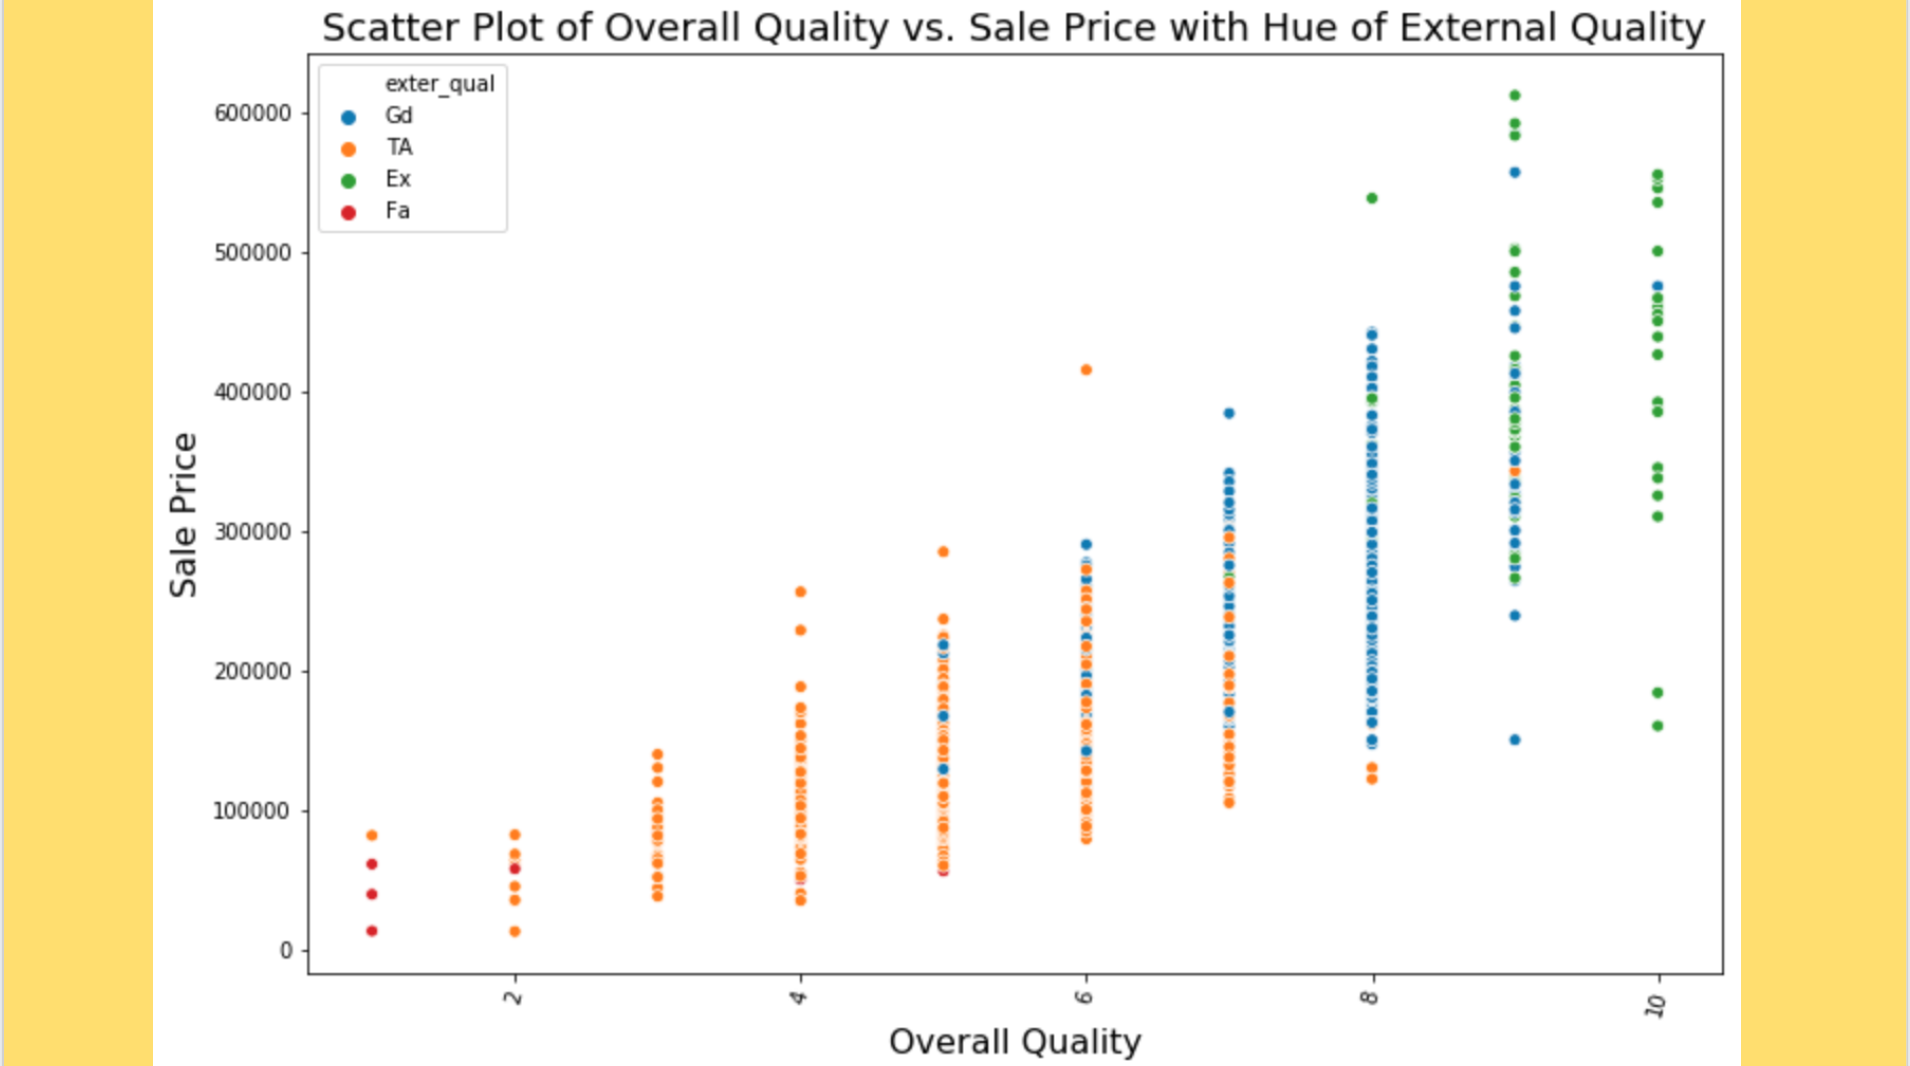 Scatter Plot of Overall Quality vs. Sale Price with Hue of External Quality
exter_qual
Gd
TA
Ex
Fa
600000
500000
400000
300000
200000
100000
0
Sale Price
2
4
6
8
10
Overall Quality